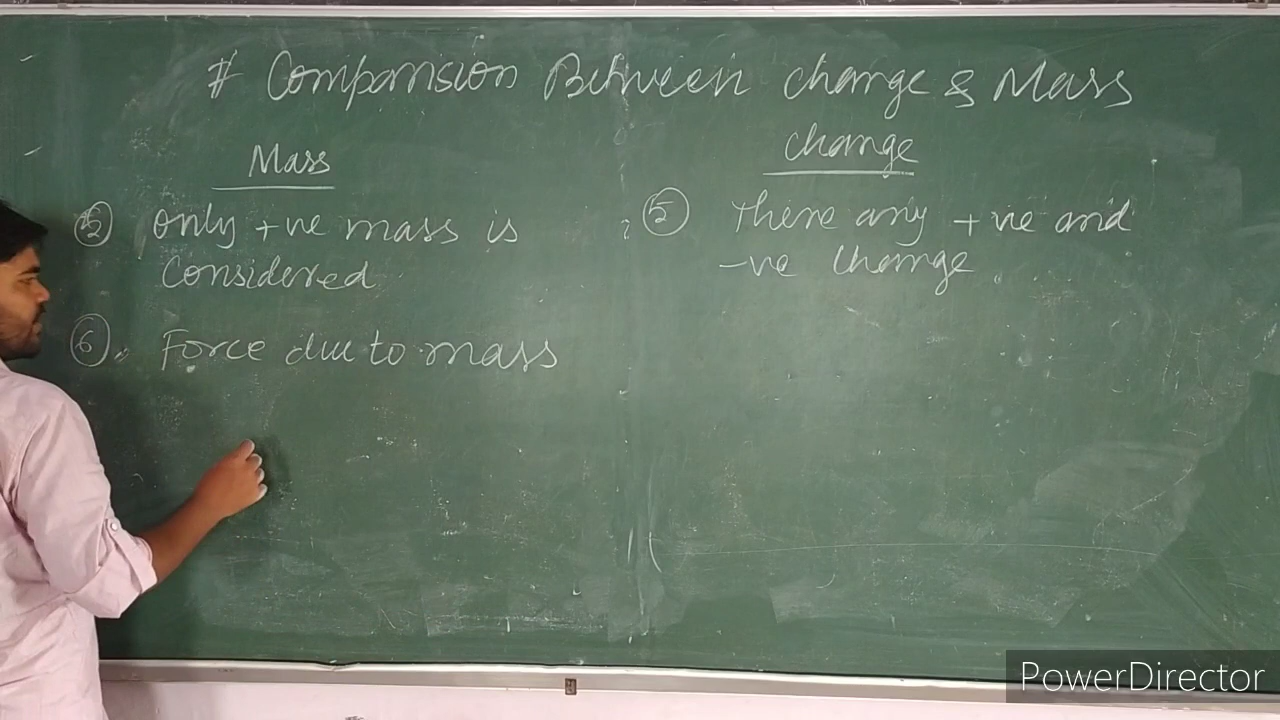 # Comparision Between charge & Mass
Mass
charge
⑤ only +ve mass is
considered
⑤ there any +ve and
-ve charge.
⑥. Force due to mass
PowerDirector